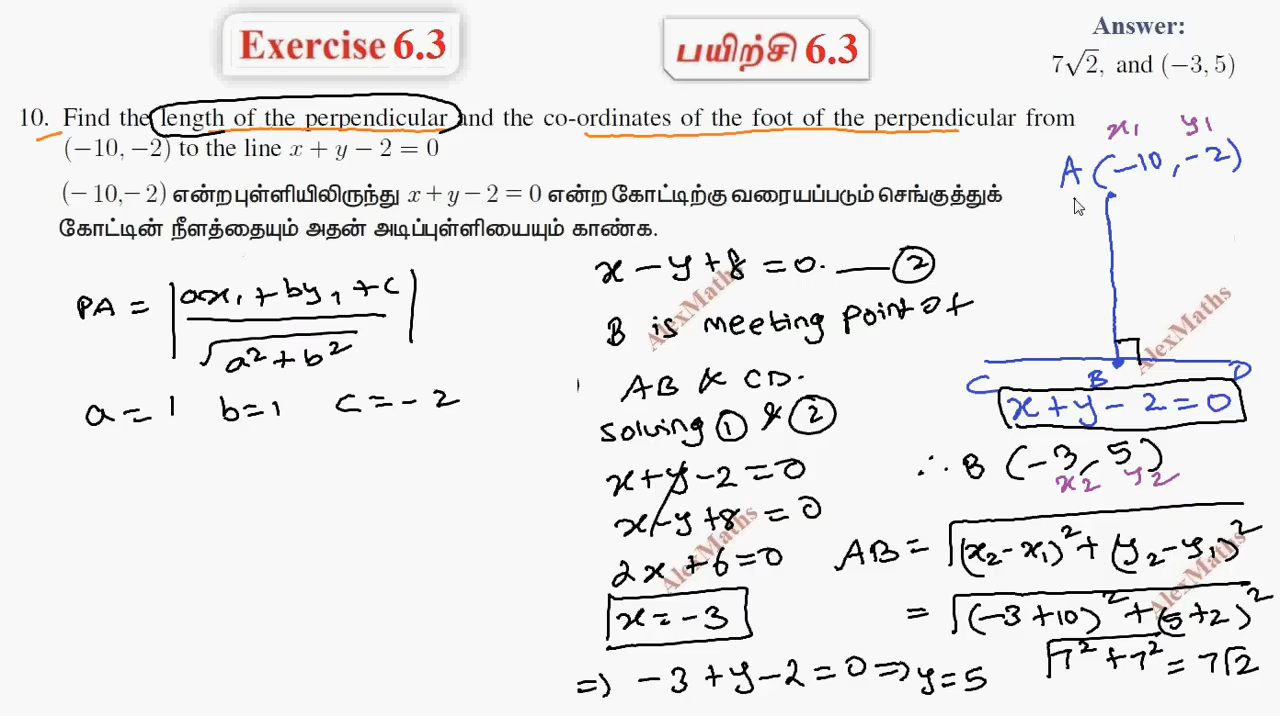 Exercise 6.3
பயிற்சி 6.3
Answer:
7√2, and (−3, 5)
10. Find the length of the perpendicular and the co-ordinates of the foot of the perpendicular from
(−10, −2) to the line x + y − 2 = 0
(− 10,− 2) என்ற புள்ளியிலிருந்து x + y − 2 = 0 என்ற கோட்டிற்கு வரையப்படும் செங்குத்துக்
கோட்டின் நீளத்தையும் அதன் அடிப்புள்ளியையும் காண்க.
x₁ y₁
A (−10, −2)
C B D
x + y − 2 = 0
PA = |ax₁ + by₁ + c / √(a² + b²)|
a = 1 b = 1 c = − 2
x − y + 8 = 0. — ②
B is meeting point of
AB & CD.
solving ① & ②
x + y − 2 = 0
x − y + 8 = 0
2x + 6 = 0
x = −3
⇒ −3 + y − 2 = 0 ⇒ y = 5
∴ B (−3, 5)
x₂ y₂
AB = √((x₂ − x₁)² + (y₂ − y₁)²)
= √((−3 + 10)² + (5 + 2)²)
√(7² + 7²) = 7√2
AlexMaths
AlexMaths
AlexMaths
AlexMaths